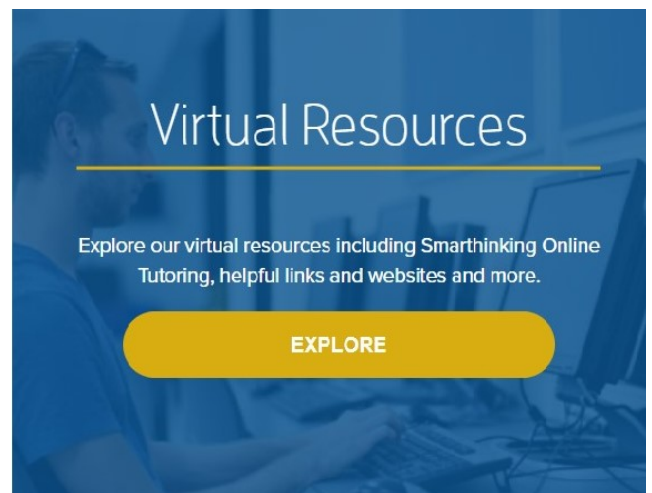 Virtual Resources
Explore our virtual resources including Smarthinking Online
Tutoring, helpful links and websites and more.
EXPLORE